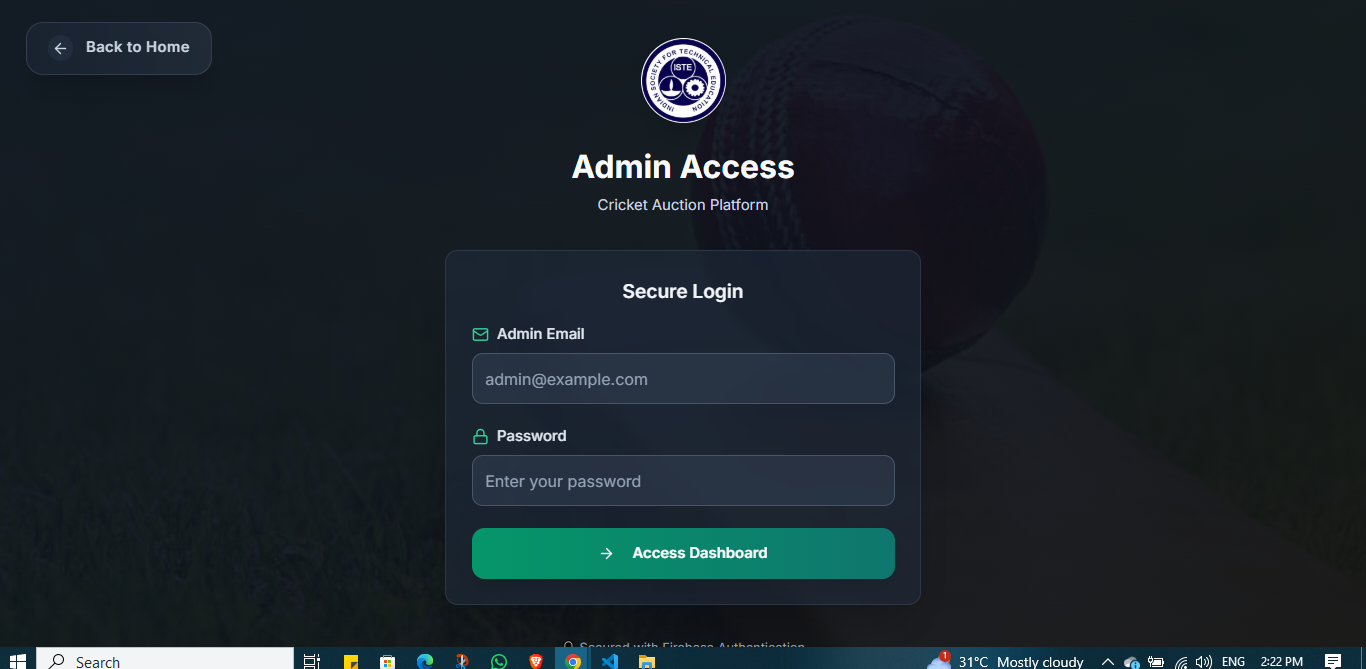 Back to Home
INDIAN SOCIETY FOR TECHNICAL EDUCATION
ISTE
Admin Access
Cricket Auction Platform
Secure Login
Admin Email
admin@example.com
Password
Enter your password
Access Dashboard
Secured with Firebase Authentication
Search
1
31°C Mostly cloudy
ENG
2:22 PM